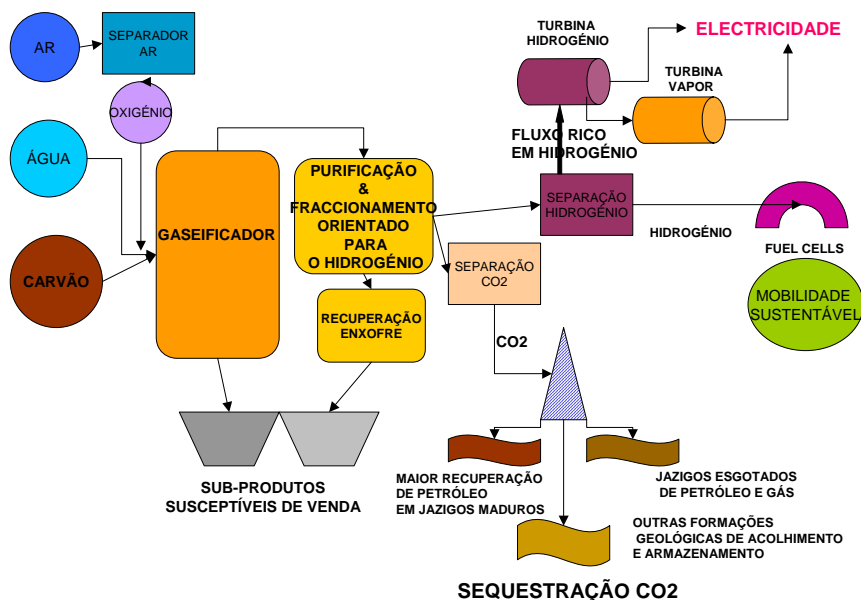 AR
SEPARADOR
AR
OXIGÉNIO
ÁGUA
CARVÃO
GASEIFICADOR
PURIFICAÇÃO
&
FRACCIONAMENTO
ORIENTADO
PARA
O HIDROGÉNIO
RECUPERAÇÃO
ENXOFRE
SUB-PRODUTOS
SUSCEPTÍVEIS DE VENDA
TURBINA
HIDROGÉNIO
ELECTRICIDADE
TURBINA
VAPOR
FLUXO RICO
EM HIDROGÉNIO
SEPARAÇÃO
HIDROGÉNIO
HIDROGÉNIO
FUEL CELLS
MOBILIDADE
SUSTENTÁVEL
SEPARAÇÃO
CO2
CO2
MAIOR RECUPERAÇÃO
DE PETRÓLEO
EM JAZIGOS MADUROS
JAZIGOS ESGOTADOS
DE PETRÓLEO E GÁS
OUTRAS FORMAÇÕES
GEOLÓGICAS DE ACOLHIMENTO
E ARMAZENAMENTO
SEQUESTRAÇÃO CO2